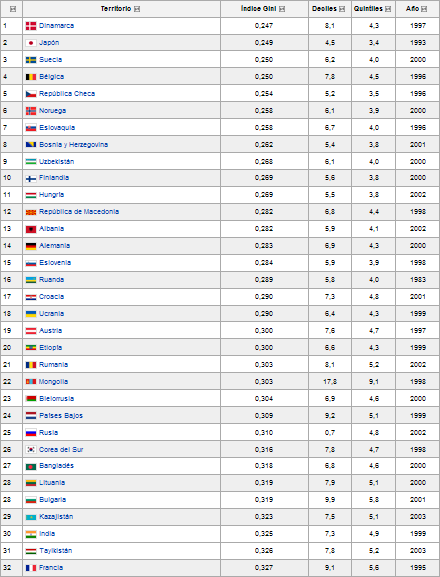 Territorio Índice Gini Deciles Quintiles Año
1 Dinamarca 0,247 8,1 4,3 1997
2 Japón 0,249 4,5 3,4 1993
3 Suecia 0,250 6,2 4,0 2000
4 Bélgica 0,250 7,8 4,5 1996
5 República Checa 0,254 5,2 3,5 1996
6 Noruega 0,258 6,1 3,9 2000
7 Eslovaquia 0,258 6,7 4,0 1996
8 Bosnia y Herzegovina 0,262 5,4 3,8 2001
9 Uzbekistán 0,268 6,1 4,0 2000
10 Finlandia 0,269 5,6 3,8 2000
11 Hungría 0,269 5,5 3,8 2002
12 República de Macedonia 0,282 6,8 4,4 1998
13 Albania 0,282 5,9 4,1 2002
14 Alemania 0,283 6,9 4,3 2000
15 Eslovenia 0,284 5,9 3,9 1998
16 Ruanda 0,289 5,8 4,0 1983
17 Croacia 0,290 7,3 4,8 2001
18 Ucrania 0,290 6,4 4,3 1999
19 Austria 0,300 7,6 4,7 1997
20 Etiopía 0,300 6,6 4,3 1999
21 Rumania 0,303 8,1 5,2 2002
22 Mongolia 0,303 17,8 9,1 1998
23 Bielorrusia 0,304 6,9 4,6 2000
24 Países Bajos 0,309 9,2 5,1 1999
25 Rusia 0,310 0,7 4,8 2002
26 Corea del Sur 0,316 7,8 4,7 1998
27 Bangladés 0,318 6,8 4,6 2000
28 Lituania 0,319 7,9 5,1 2000
28 Bulgaria 0,319 9,9 5,8 2001
29 Kazajistán 0,323 7,5 5,1 2003
30 India 0,325 7,3 4,9 1999
31 Tayikistán 0,326 7,8 5,2 2003
32 Francia 0,327 9,1 5,6 1995